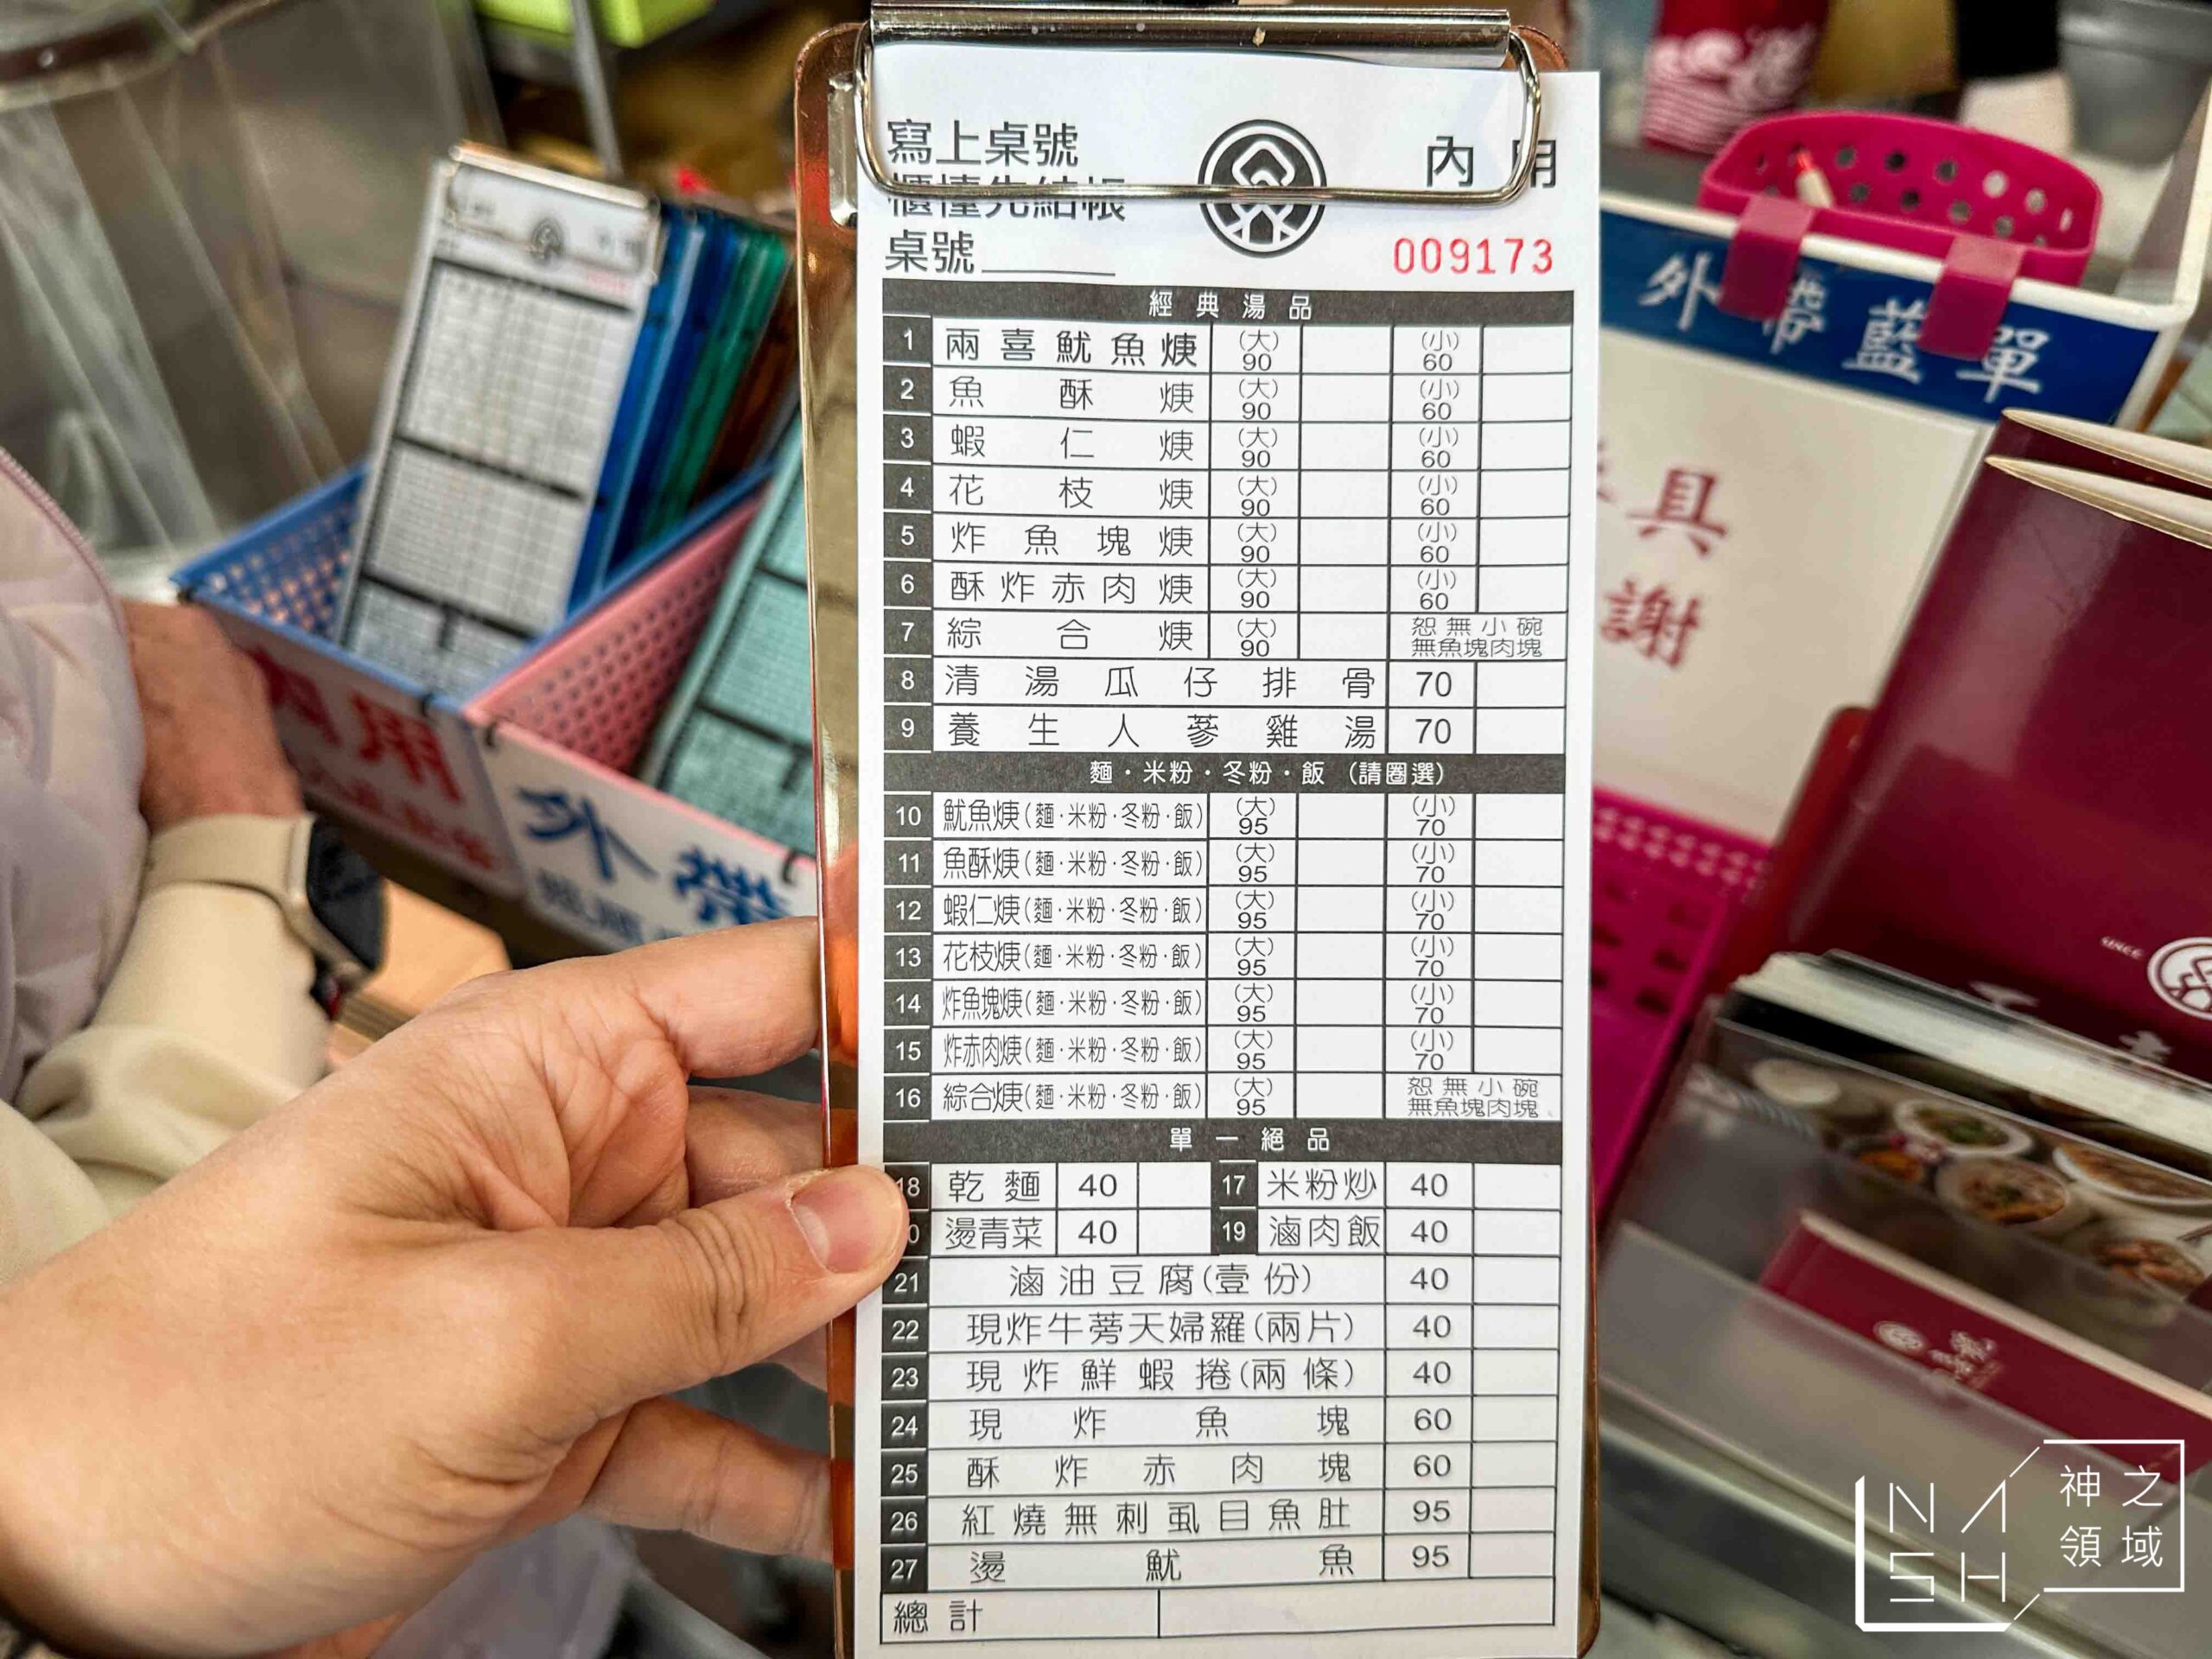 寫上桌號
櫃檯先結帳
桌號
內用
009173
經典湯品
1 兩喜魷魚焿 (大)90 (小)60
2 魚酥焿 (大)90 (小)60
3 蝦仁焿 (大)90 (小)60
4 花枝焿 (大)90 (小)60
5 炸魚塊焿 (大)90 (小)60
6 酥炸赤肉焿 (大)90 (小)60
7 綜合焿 (大)90 恕無小碗 無魚塊肉塊
8 清湯瓜仔排骨 70
9 養生人蔘雞湯 70
麵・米粉・冬粉・飯（請圈選）
10 魷魚焿(麵·米粉·冬粉·飯) (大)95 (小)70
11 魚酥焿(麵·米粉·冬粉·飯) (大)95 (小)70
12 蝦仁焿(麵·米粉·冬粉·飯) (大)95 (小)70
13 花枝焿(麵·米粉·冬粉·飯) (大)95 (小)70
14 炸魚塊焿(麵·米粉·冬粉·飯) (大)95 (小)70
15 炸赤肉焿(麵·米粉·冬粉·飯) (大)95 (小)70
16 綜合焿(麵·米粉·冬粉·飯) (大)95 恕無小碗 無魚塊肉塊
單一絕品
18 乾麵 40 17 米粉炒 40
0 燙青菜 40 19 滷肉飯 40
21 滷油豆腐(壹份) 40
22 現炸牛蒡天婦羅(兩片) 40
23 現炸鮮蝦捲(兩條) 40
24 現炸魚塊 60
25 酥炸赤肉塊 60
26 紅燒無刺虱目魚肚 95
27 燙魷魚 95
總計
外帶藍單
具
謝
內用
外帶
NASH
神之
領域